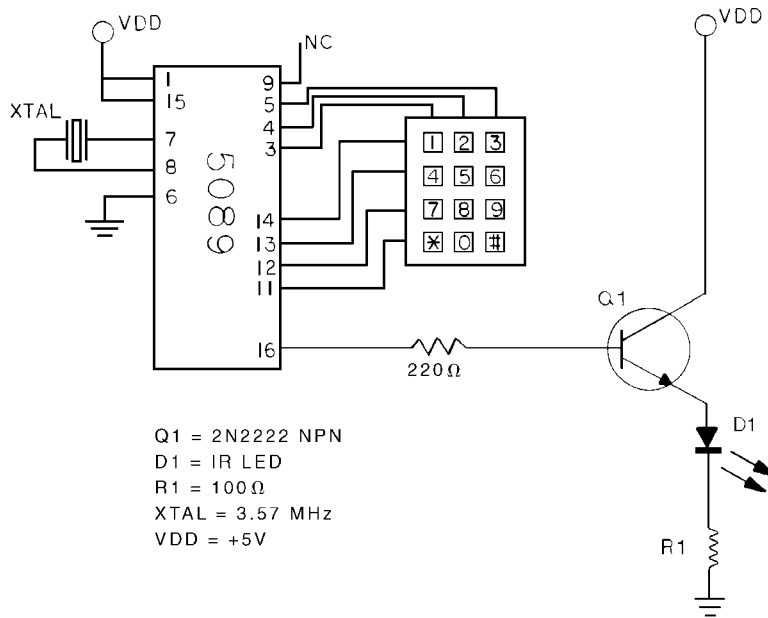 VDD
VDD
NC
1
15
XTAL
7
8
6
5089
9
5
4
3
14
13
12
11
16
1 2 3
4 5 6
7 8 9
* 0 #
220Ω
Q1
D1
R1
Q1 = 2N2222 NPN
D1 = IR LED
R1 = 100Ω
XTAL = 3.57 MHz
VDD = +5V